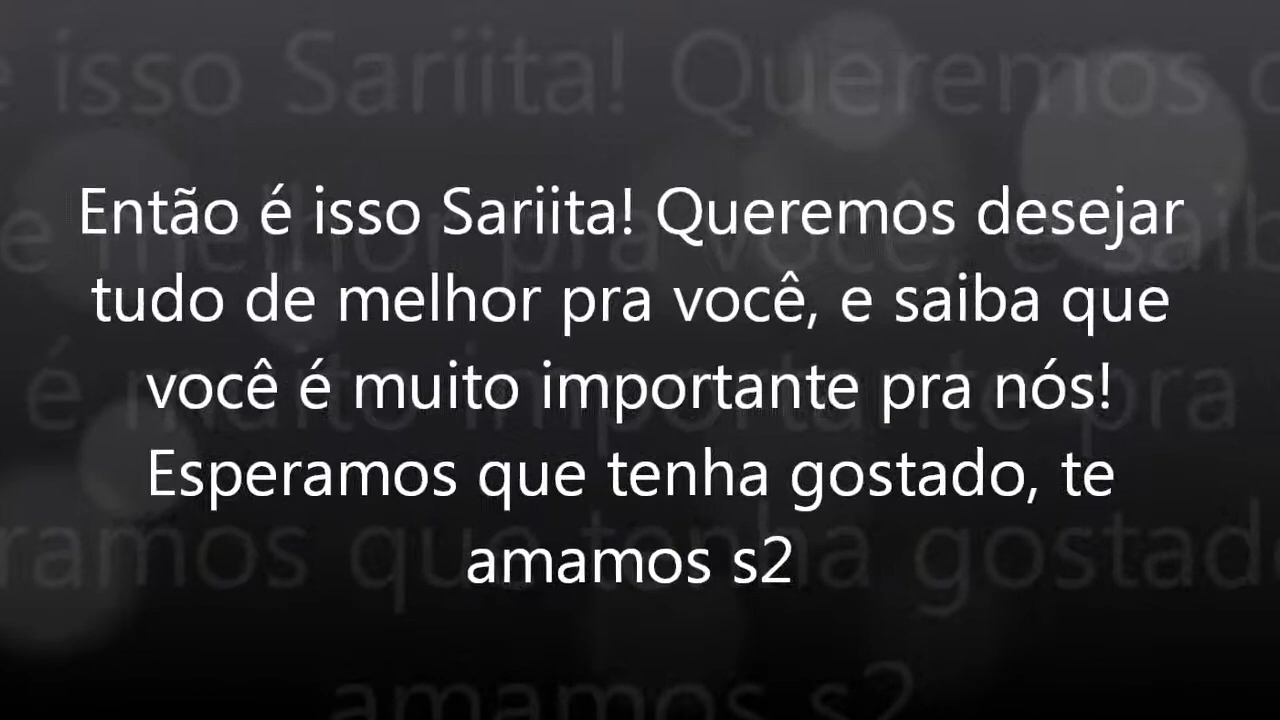 Então é isso Sariita! Queremos desejar
tudo de melhor pra você, e saiba que
você é muito importante pra nós!
Esperamos que tenha gostado, te
amamos s2